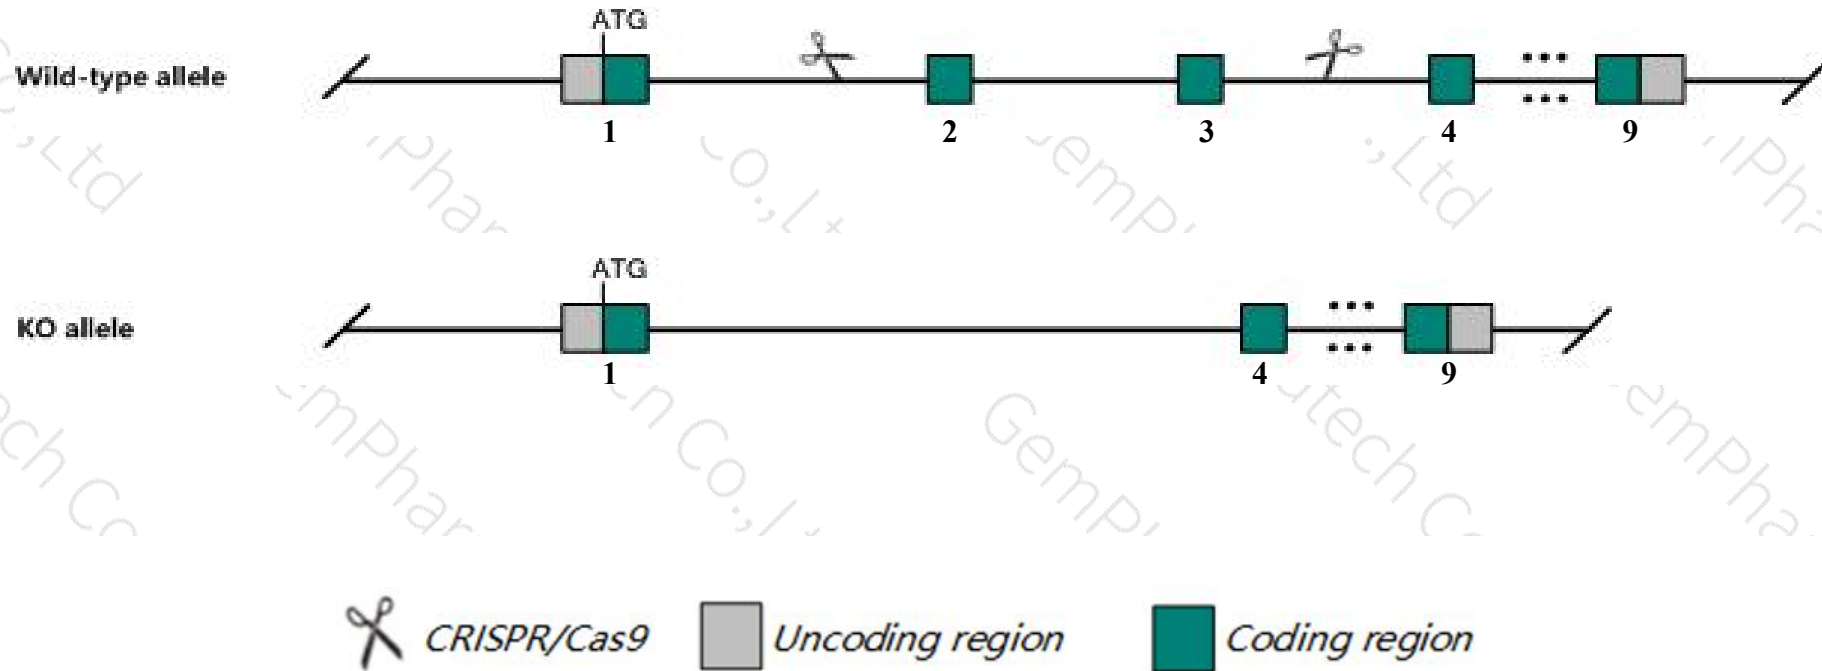 ATG
Wild-type allele
1 2 3 4 9
ATG
KO allele
1 4 9
CRISPR/Cas9 Uncoding region Coding region